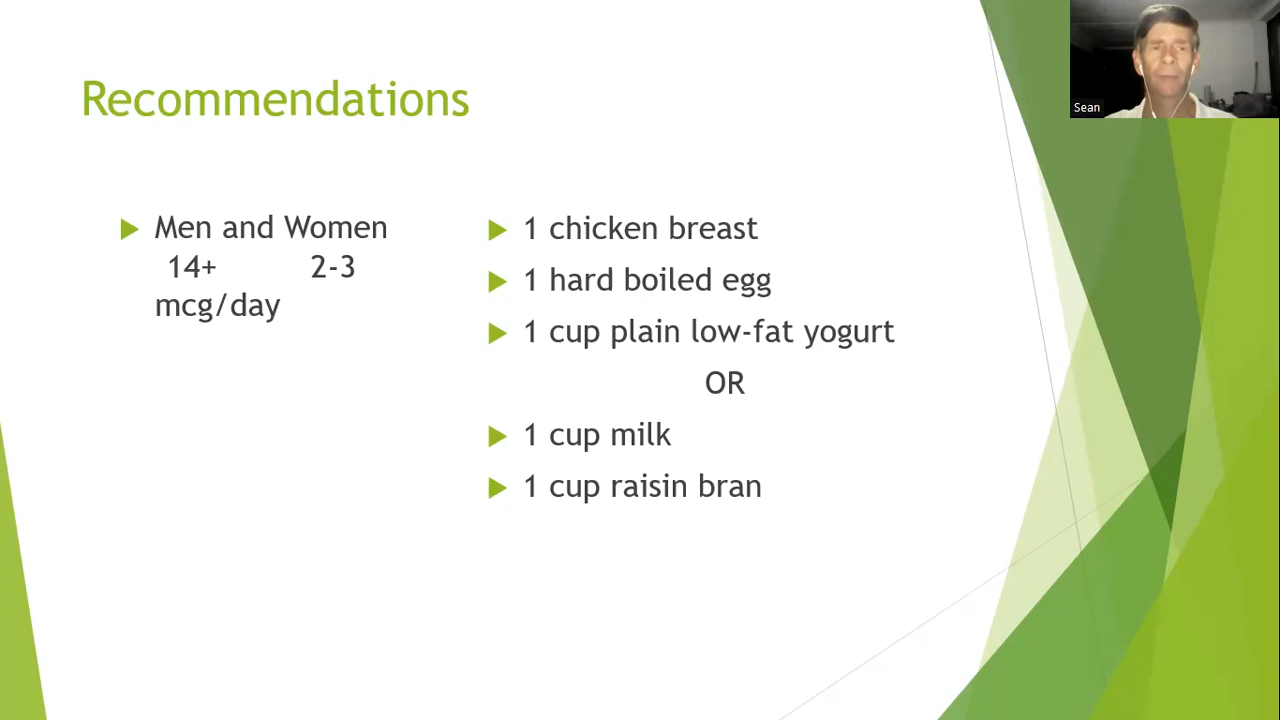 Recommendations
Sean
Men and Women
14+ 2-3
mcg/day
1 chicken breast
1 hard boiled egg
1 cup plain low-fat yogurt
OR
1 cup milk
1 cup raisin bran